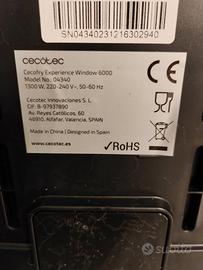 SN04340231216302940
cecotec
Cecofry Experience Window 6000
Model No.: 04340
1300 W, 220-240 V~, 50-60 Hz
Cecotec Innovaciones S. L.
CIF: B-97937890
Av. Reyes Católicos, 60
46910, Alfafar, Valencia, SPAIN
Made in China | Designed in Spain
www.cecotec.es
✓RoHS
subito